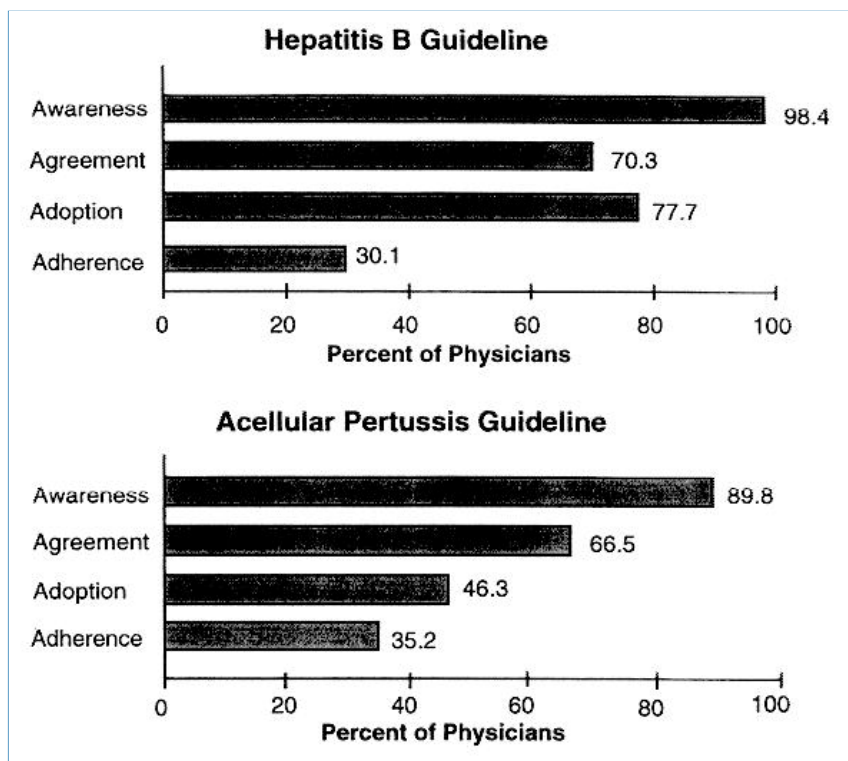 Hepatitis B Guideline
Awareness 98.4
Agreement 70.3
Adoption 77.7
Adherence 30.1
0 20 40 60 80 100
Percent of Physicians
Acellular Pertussis Guideline
Awareness 89.8
Agreement 66.5
Adoption 46.3
Adherence 35.2
0 20 40 60 80 100
Percent of Physicians